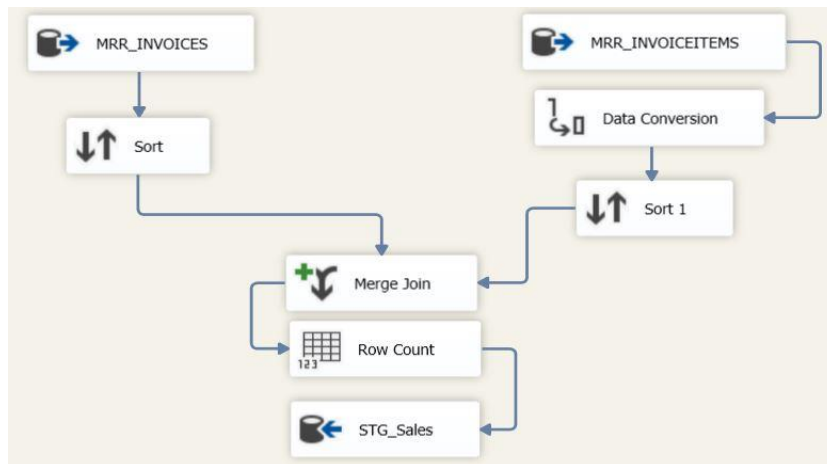 MRR_INVOICES
MRR_INVOICEITEMS
Data Conversion
Sort
Sort 1
Merge Join
Row Count
123
STG_Sales